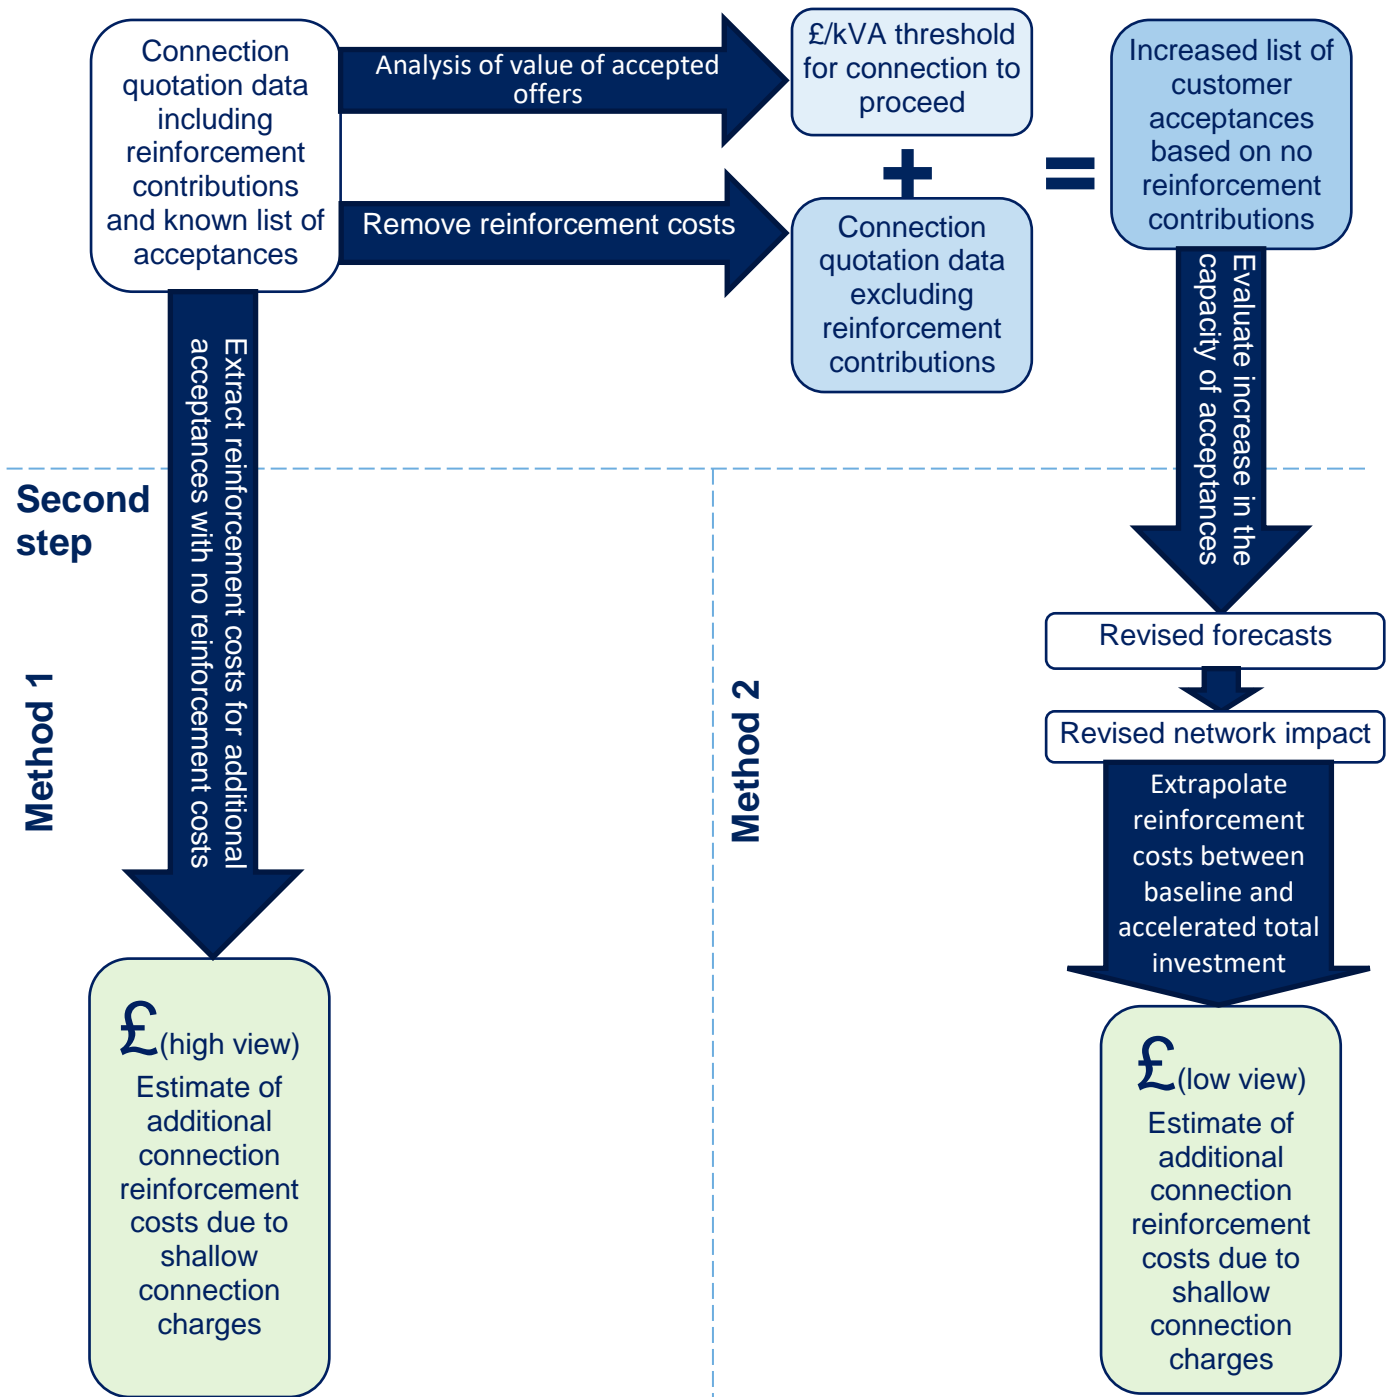 Connection
quotation data
including
reinforcement
contributions
and known list of
acceptances
Analysis of value of accepted
offers
£/kVA threshold
for connection to
proceed
+
=
Increased list of
customer
acceptances
based on no
reinforcement
contributions
Remove reinforcement costs
Connection
quotation data
excluding
reinforcement
contributions
Extract reinforcement costs for additional
acceptances with no reinforcement costs
Evaluate increase in the
capacity of acceptances
Second
step
Method 1
Method 2
Revised forecasts
Revised network impact
Extrapolate
reinforcement
costs between
baseline and
accelerated total
investment
£(high view)
Estimate of
additional
connection
reinforcement
costs due to
shallow
connection
charges
£(low view)
Estimate of
additional
connection
reinforcement
costs due to
shallow
connection
charges